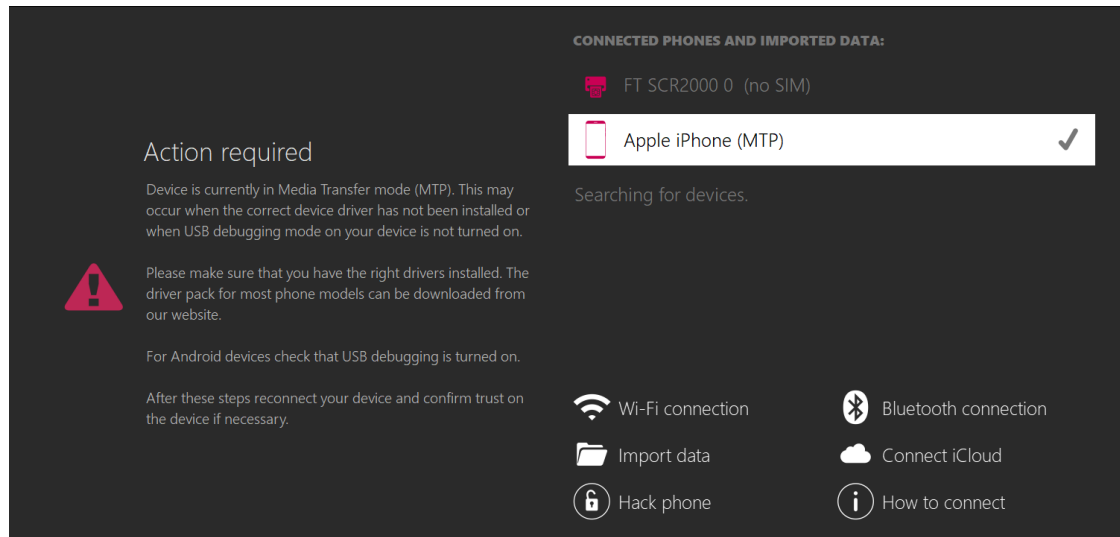 CONNECTED PHONES AND IMPORTED DATA:
FT SCR2000 0 (no SIM)
Apple iPhone (MTP)
Searching for devices.
Action required
Device is currently in Media Transfer mode (MTP). This may
occur when the correct device driver has not been installed or
when USB debugging mode on your device is not turned on.
Please make sure that you have the right drivers installed. The
driver pack for most phone models can be downloaded from
our website.
For Android devices check that USB debugging is turned on.
After these steps reconnect your device and confirm trust on
the device if necessary.
Wi-Fi connection
Bluetooth connection
Import data
Connect iCloud
Hack phone
How to connect